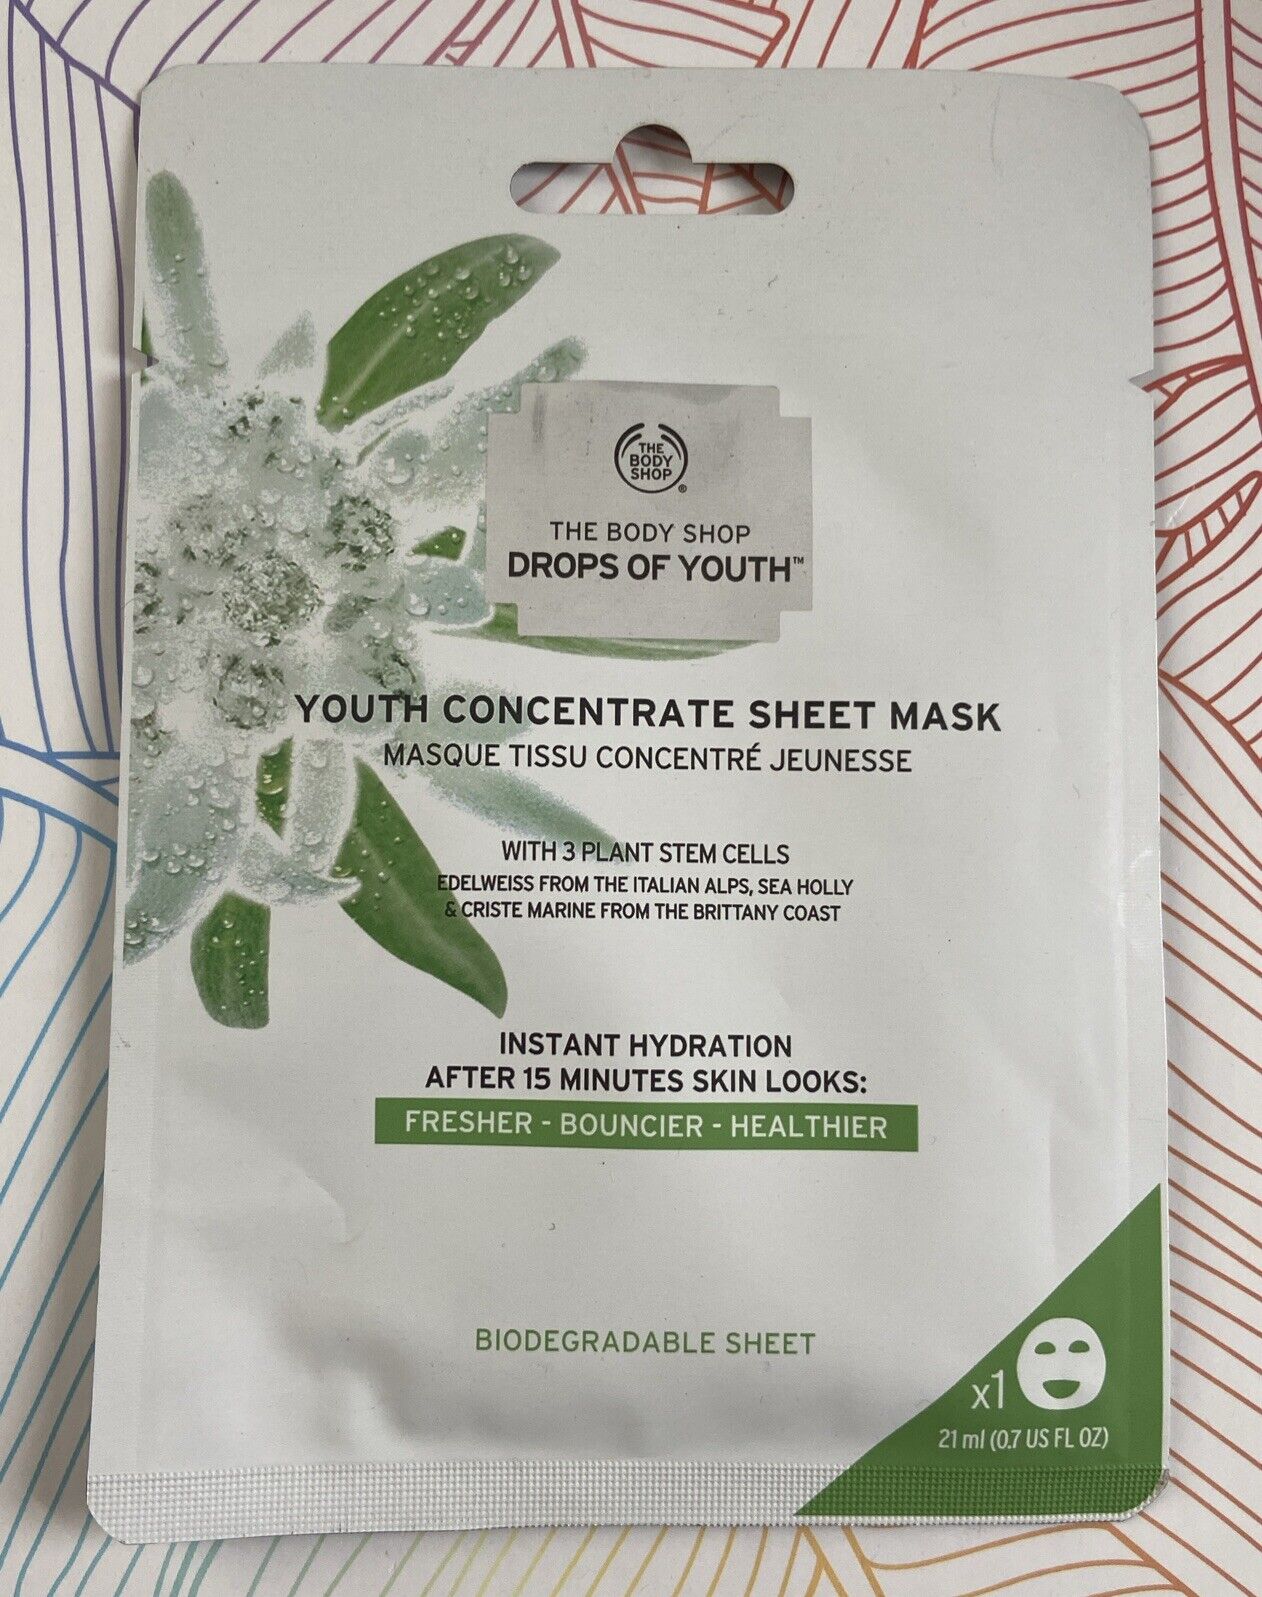 THE
BODY
SHOP®
THE BODY SHOP
DROPS OF YOUTH™
YOUTH CONCENTRATE SHEET MASK
MASQUE TISSU CONCENTRÉ JEUNESSE
WITH 3 PLANT STEM CELLS
EDELWEISS FROM THE ITALIAN ALPS, SEA HOLLY
& CRISTE MARINE FROM THE BRITTANY COAST
INSTANT HYDRATION
AFTER 15 MINUTES SKIN LOOKS:
FRESHER - BOUNCIER - HEALTHIER
BIODEGRADABLE SHEET
x1
21 ml (0.7 US FL OZ)